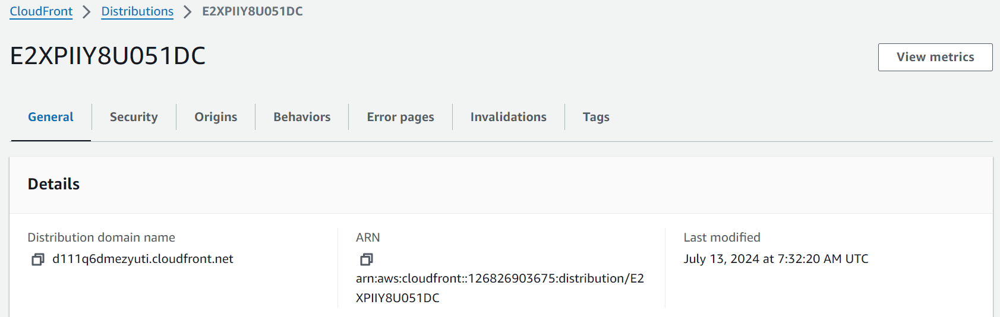 CloudFront > Distributions > E2XPIIY8U051DC
E2XPIIY8U051DC
View metrics
General
Security
Origins
Behaviors
Error pages
Invalidations
Tags
Details
Distribution domain name
d111q6dmezyuti.cloudfront.net
ARN
arn:aws:cloudfront::126826903675:distribution/E2
XPIIY8U051DC
Last modified
July 13, 2024 at 7:32:20 AM UTC